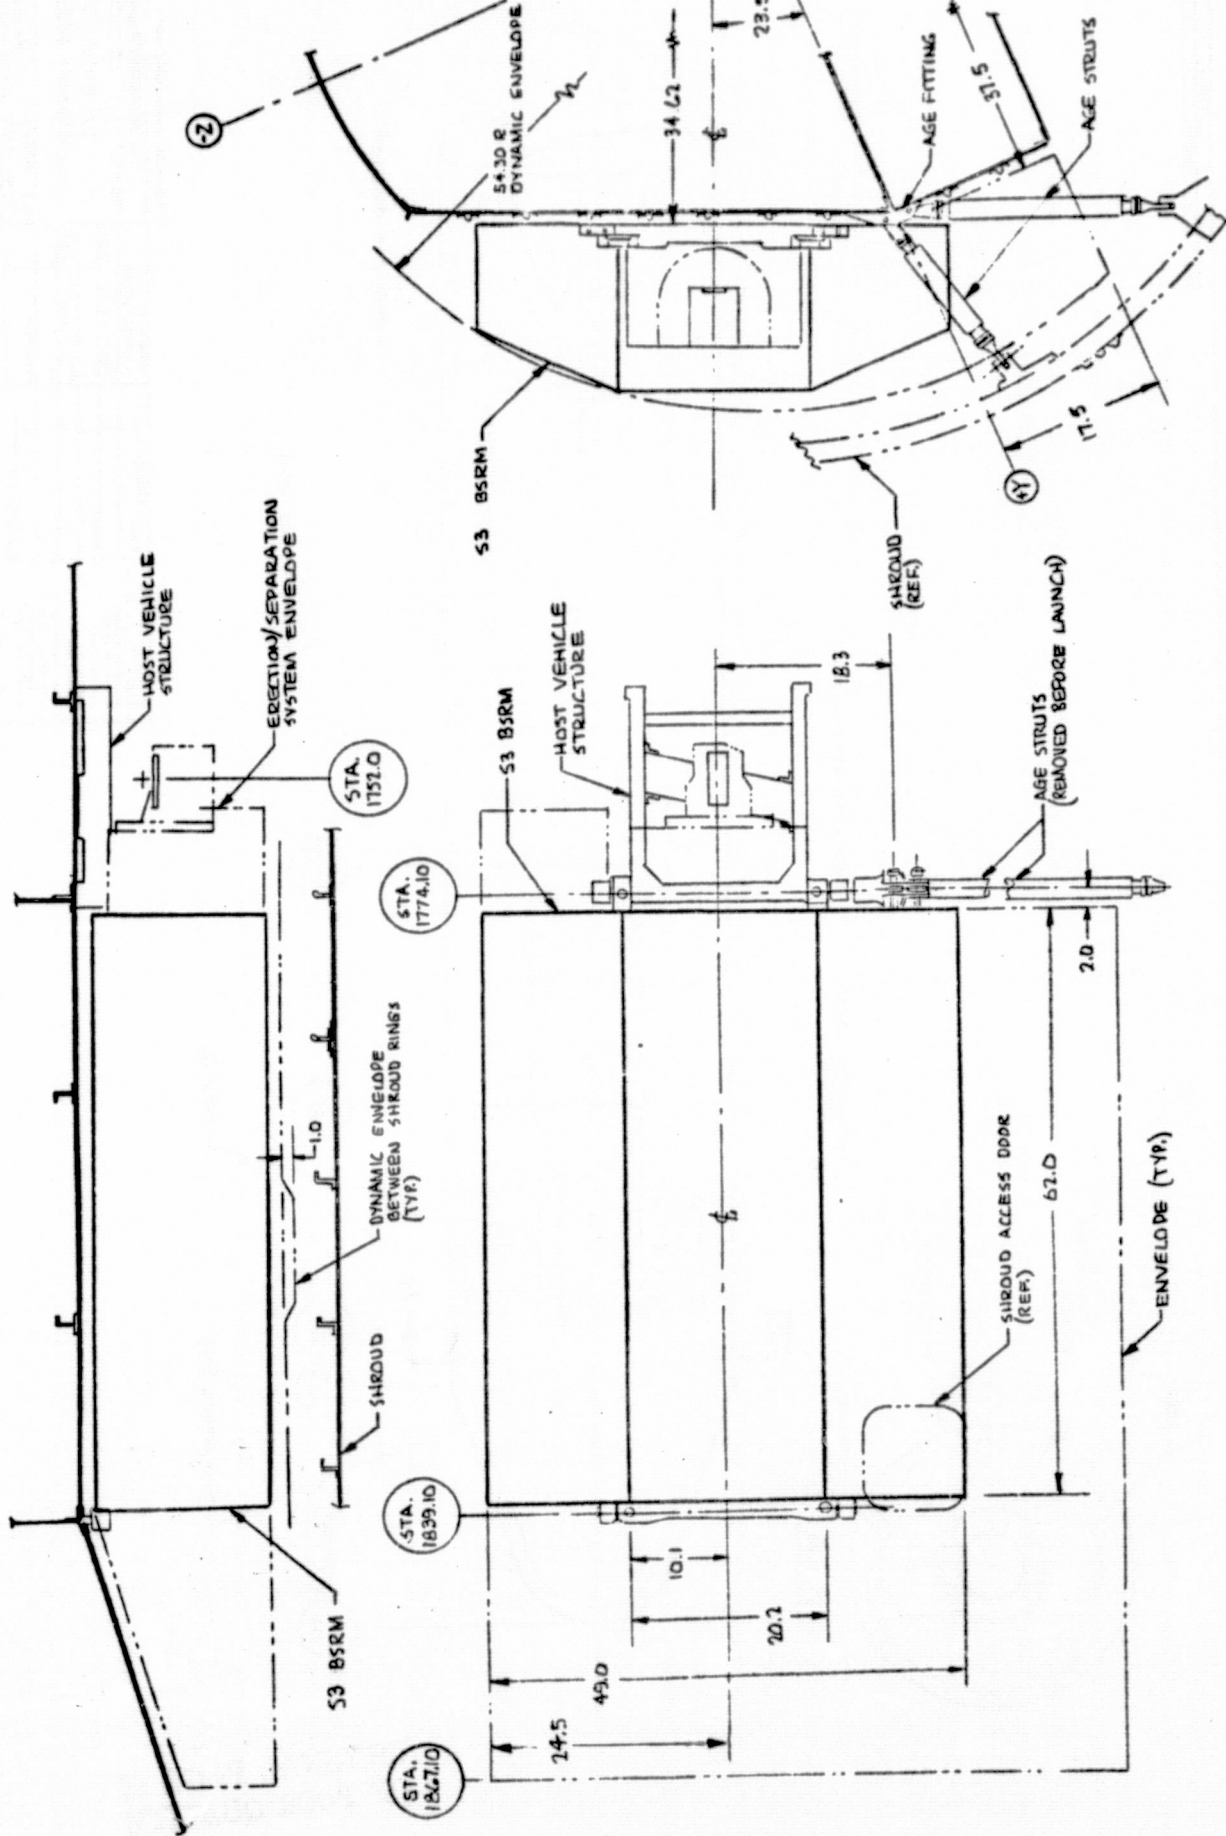 -Z
54.30 R
DYNAMIC ENVELOPE
34.62
AGE FITTING
37.5
AGE STRUTS
S3 BSRM
17.5
+Y
SHROUD
(REF.)
HOST VEHICLE
STRUCTURE
ERECTION/SEPARATION
SYSTEM ENVELOPE
STA.
1752.0
1.0
DYNAMIC ENVELOPE
BETWEEN SHROUD RINGS
(TYP.)
SHROUD
S3 BSRM
S3 BSRM
HOST VEHICLE
STRUCTURE
18.3
AGE STRUTS
(REMOVED BEFORE LAUNCH)
STA.
1774.10
2.0
STA.
1839.10
SHROUD ACCESS DOOR
(REF.)
62.0
ENVELOPE (TYP.)
10.1
20.2
49.0
24.5
STA.
1867.10